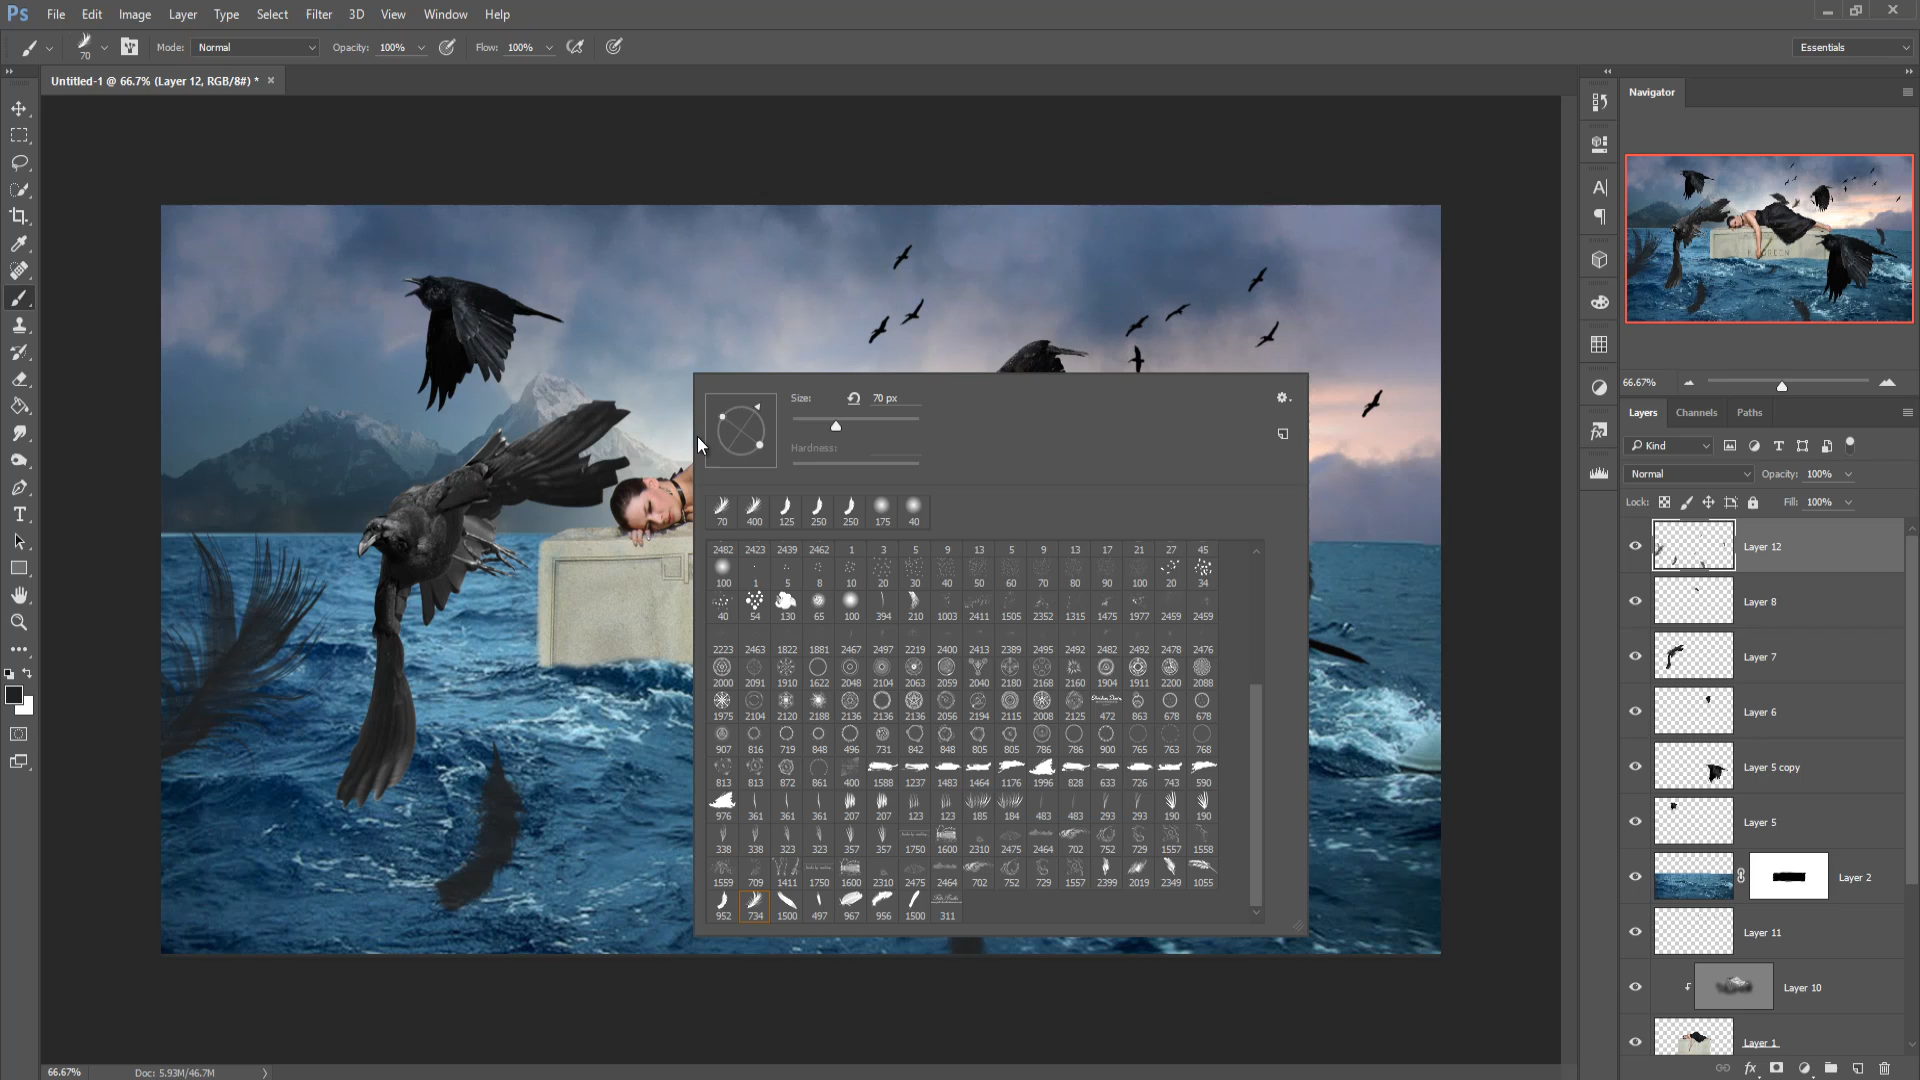 Ps File Edit Image Layer Type Select Filter 3D View Window Help
70 Mode: Normal Opacity: 100% Flow: 100% Essentials
Untitled-1 @ 66.7% (Layer 12, RGB/8#) *
Navigator
66.67%
Layers Channels Paths
Kind
Normal Opacity: 100%
Lock: Fill: 100%
Layer 12
Layer 8
Layer 7
Layer 6
Layer 5 copy
Layer 5
Layer 2
Layer 11
Layer 10
Layer 1
Size: 70 px
Hardness:
70 400 125 250 250 175 40
2482 2423 2439 2462 1 3 5 9 13 5 9 13 17 21 27 45
100 1 5 8 10 20 30 40 50 60 70 80 90 100 20 34
40 54 130 65 100 394 210 1003 2411 1505 2352 1315 1475 1977 2459 2459
2223 2463 1822 1881 2467 2497 2219 2400 2413 2389 2495 2492 2482 2492 2478 2476
2000 2091 1910 1622 2048 2104 2063 2059 2040 2180 2168 2160 1904 1911 2200 2088
1975 2104 2120 2188 2136 2136 2136 2056 2194 2115 2008 2125 472 863 678 678
907 816 719 848 496 731 842 848 805 805 786 786 900 765 763 768
813 813 872 861 400 1588 1237 1483 1464 1176 1996 828 633 726 743 590
976 361 361 361 207 207 123 123 185 184 483 483 293 293 190 190
338 338 323 323 357 357 1750 1600 2310 2475 2464 702 752 729 1557 1558
1559 709 1411 1750 1600 2310 2475 2464 702 752 729 1557 2399 2019 2349 1055
952 734 1500 497 967 956 1500 311
66.67% Doc: 5.93M/46.7M